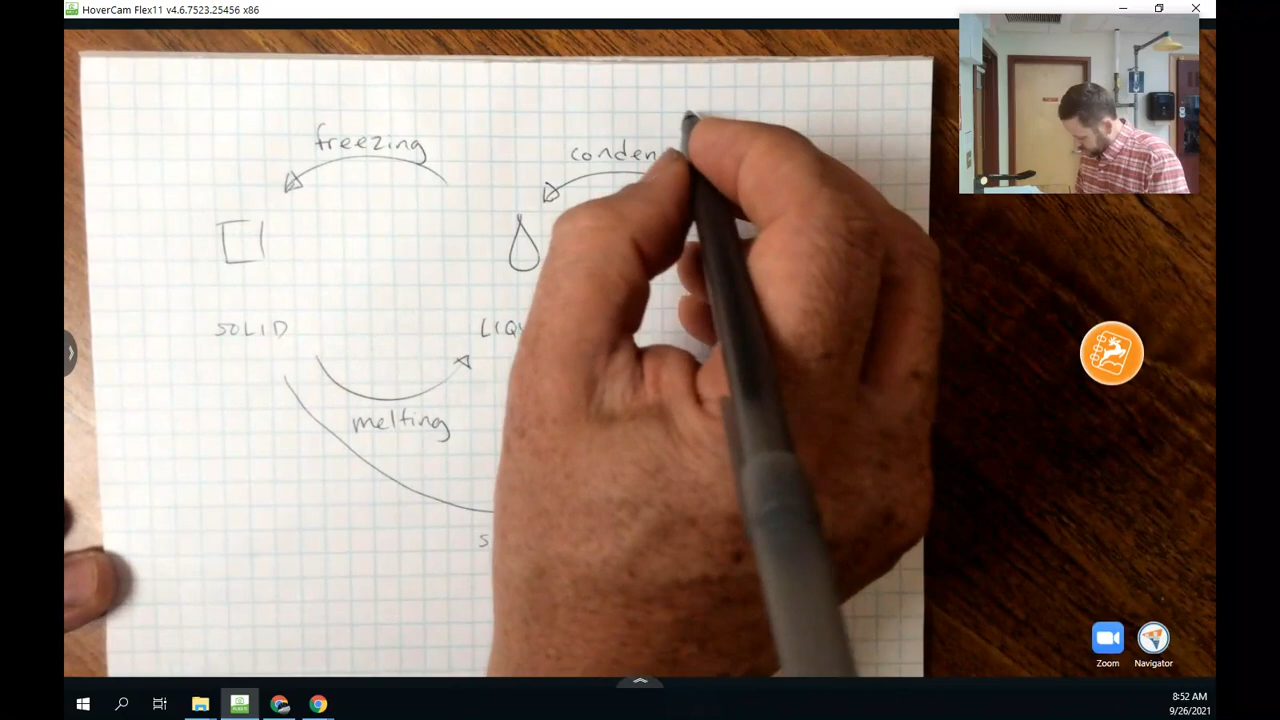 HoverCam Flex11 v4.6.7523.25456 x86
freezing
conden
SOLID
LIQU
melting
s
Zoom
Navigator
8:52 AM
9/26/2021